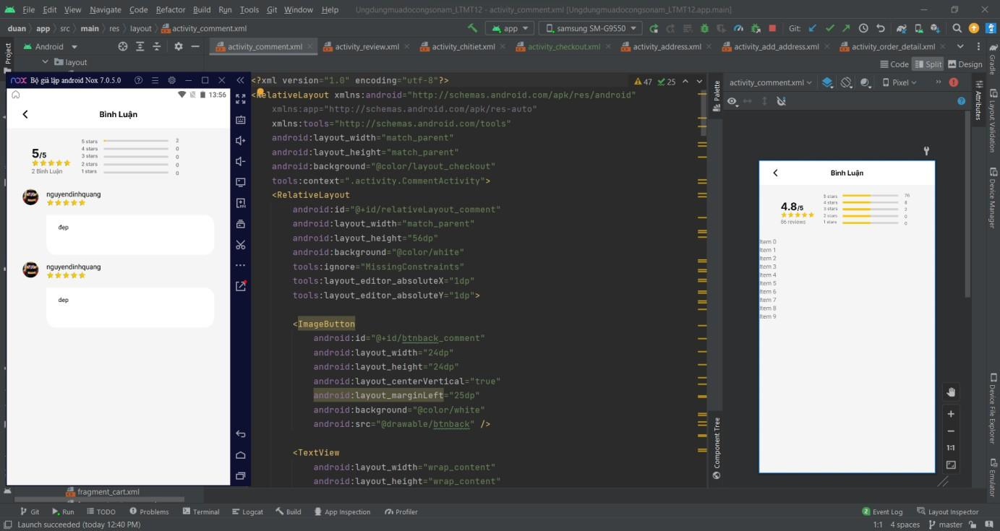 File Edit View Navigate Code Refactor Build Run Tools Git Window Help Ungdungmuadocongsonam_LTMT12 - activity_comment.xml [Ungdungmuadocongsonam_LTMT12.app.main]
duan app src main res layout activity_comment.xml app samsung SM-G9550 Git:
Android activity_comment.xml activity_review.xml activity_chitiet.xml activity_checkout.xml activity_address.xml activity_add_address.xml activity_order_detail.xml
layout
Code Split Design
Project
nox Bộ giả lập android Nox 7.0.5.0
13:56
Bình Luận
5/5
2 Bình Luận
5 stars 2
4 stars 0
3 stars 0
2 stars 0
1 stars 0
nguyendinhquang
đẹp
nguyendinhquang
dep
<?xml version="1.0" encoding="utf-8"?>
<RelativeLayout xmlns:android="http://schemas.android.com/apk/res/android"
xmlns:app="http://schemas.android.com/apk/res-auto"
xmlns:tools="http://schemas.android.com/tools"
android:layout_width="match_parent"
android:layout_height="match_parent"
android:background="@color/layout_checkout"
tools:context=".activity.CommentActivity">
<RelativeLayout
android:id="@+id/relativeLayout_comment"
android:layout_width="match_parent"
android:layout_height="56dp"
android:background="@color/white"
tools:ignore="MissingConstraints"
tools:layout_editor_absoluteX="1dp"
tools:layout_editor_absoluteY="1dp">
<ImageButton
android:id="@+id/btnback_comment"
android:layout_width="24dp"
android:layout_height="24dp"
android:layout_centerVertical="true"
android:layout_marginLeft="25dp"
android:background="@color/white"
android:src="@drawable/btnback" />
<TextView
android:layout_width="wrap_content"
android:layout_height="wrap_content"
47 25
Palette
Component Tree
activity_comment.xml Pixel
Bình Luận
4.8/5
86 reviews
5 stars 76
4 stars 8
3 stars 2
2 stars 0
1 stars 0
Item 0
Item 1
Item 2
Item 3
Item 4
Item 5
Item 6
Item 7
Item 8
Item 9
1:1
Attributes
Gradle
Layout Validation
Device Manager
Device File Explorer
Emulator
fragment_cart.xml
Git Run TODO Problems Terminal Logcat Build App Inspection Profiler 2 Event Log Layout Inspector
Launch succeeded (today 12:40 PM) 1:1 4 spaces master